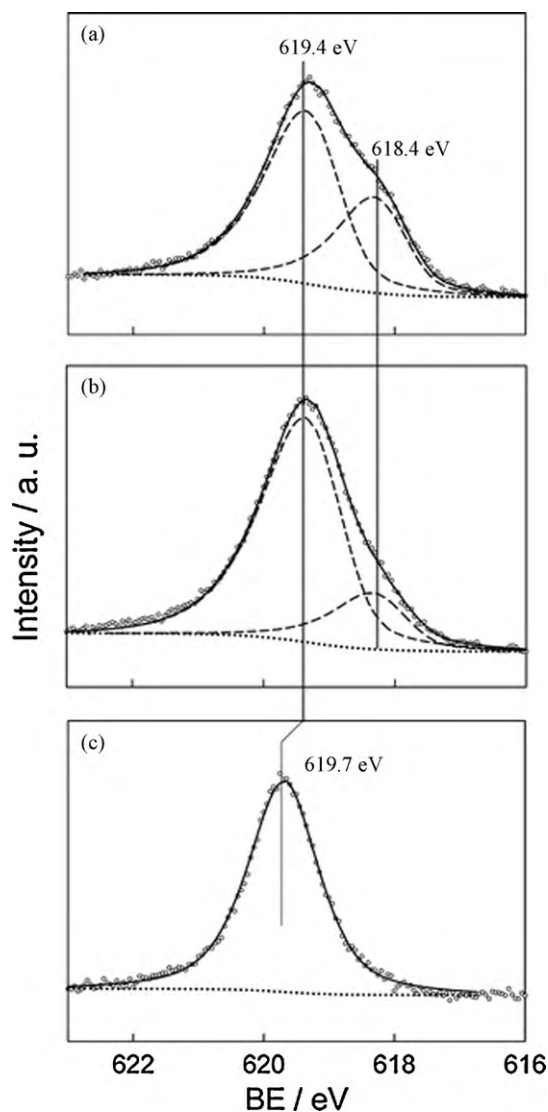 (a)
619.4 eV
618.4 eV
(b)
Intensity / a. u.
(c)
619.7 eV
622 620 618 616
BE / eV